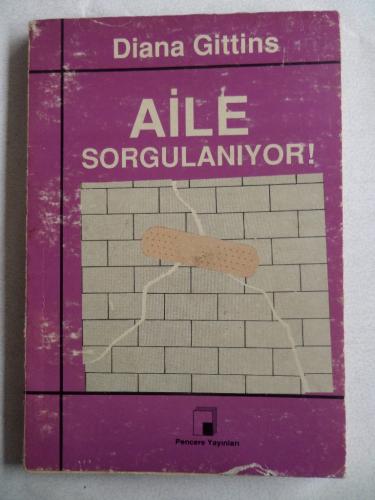 Diana Gittins
AİLE
SORGULANIYOR!
Pencere Yayınları